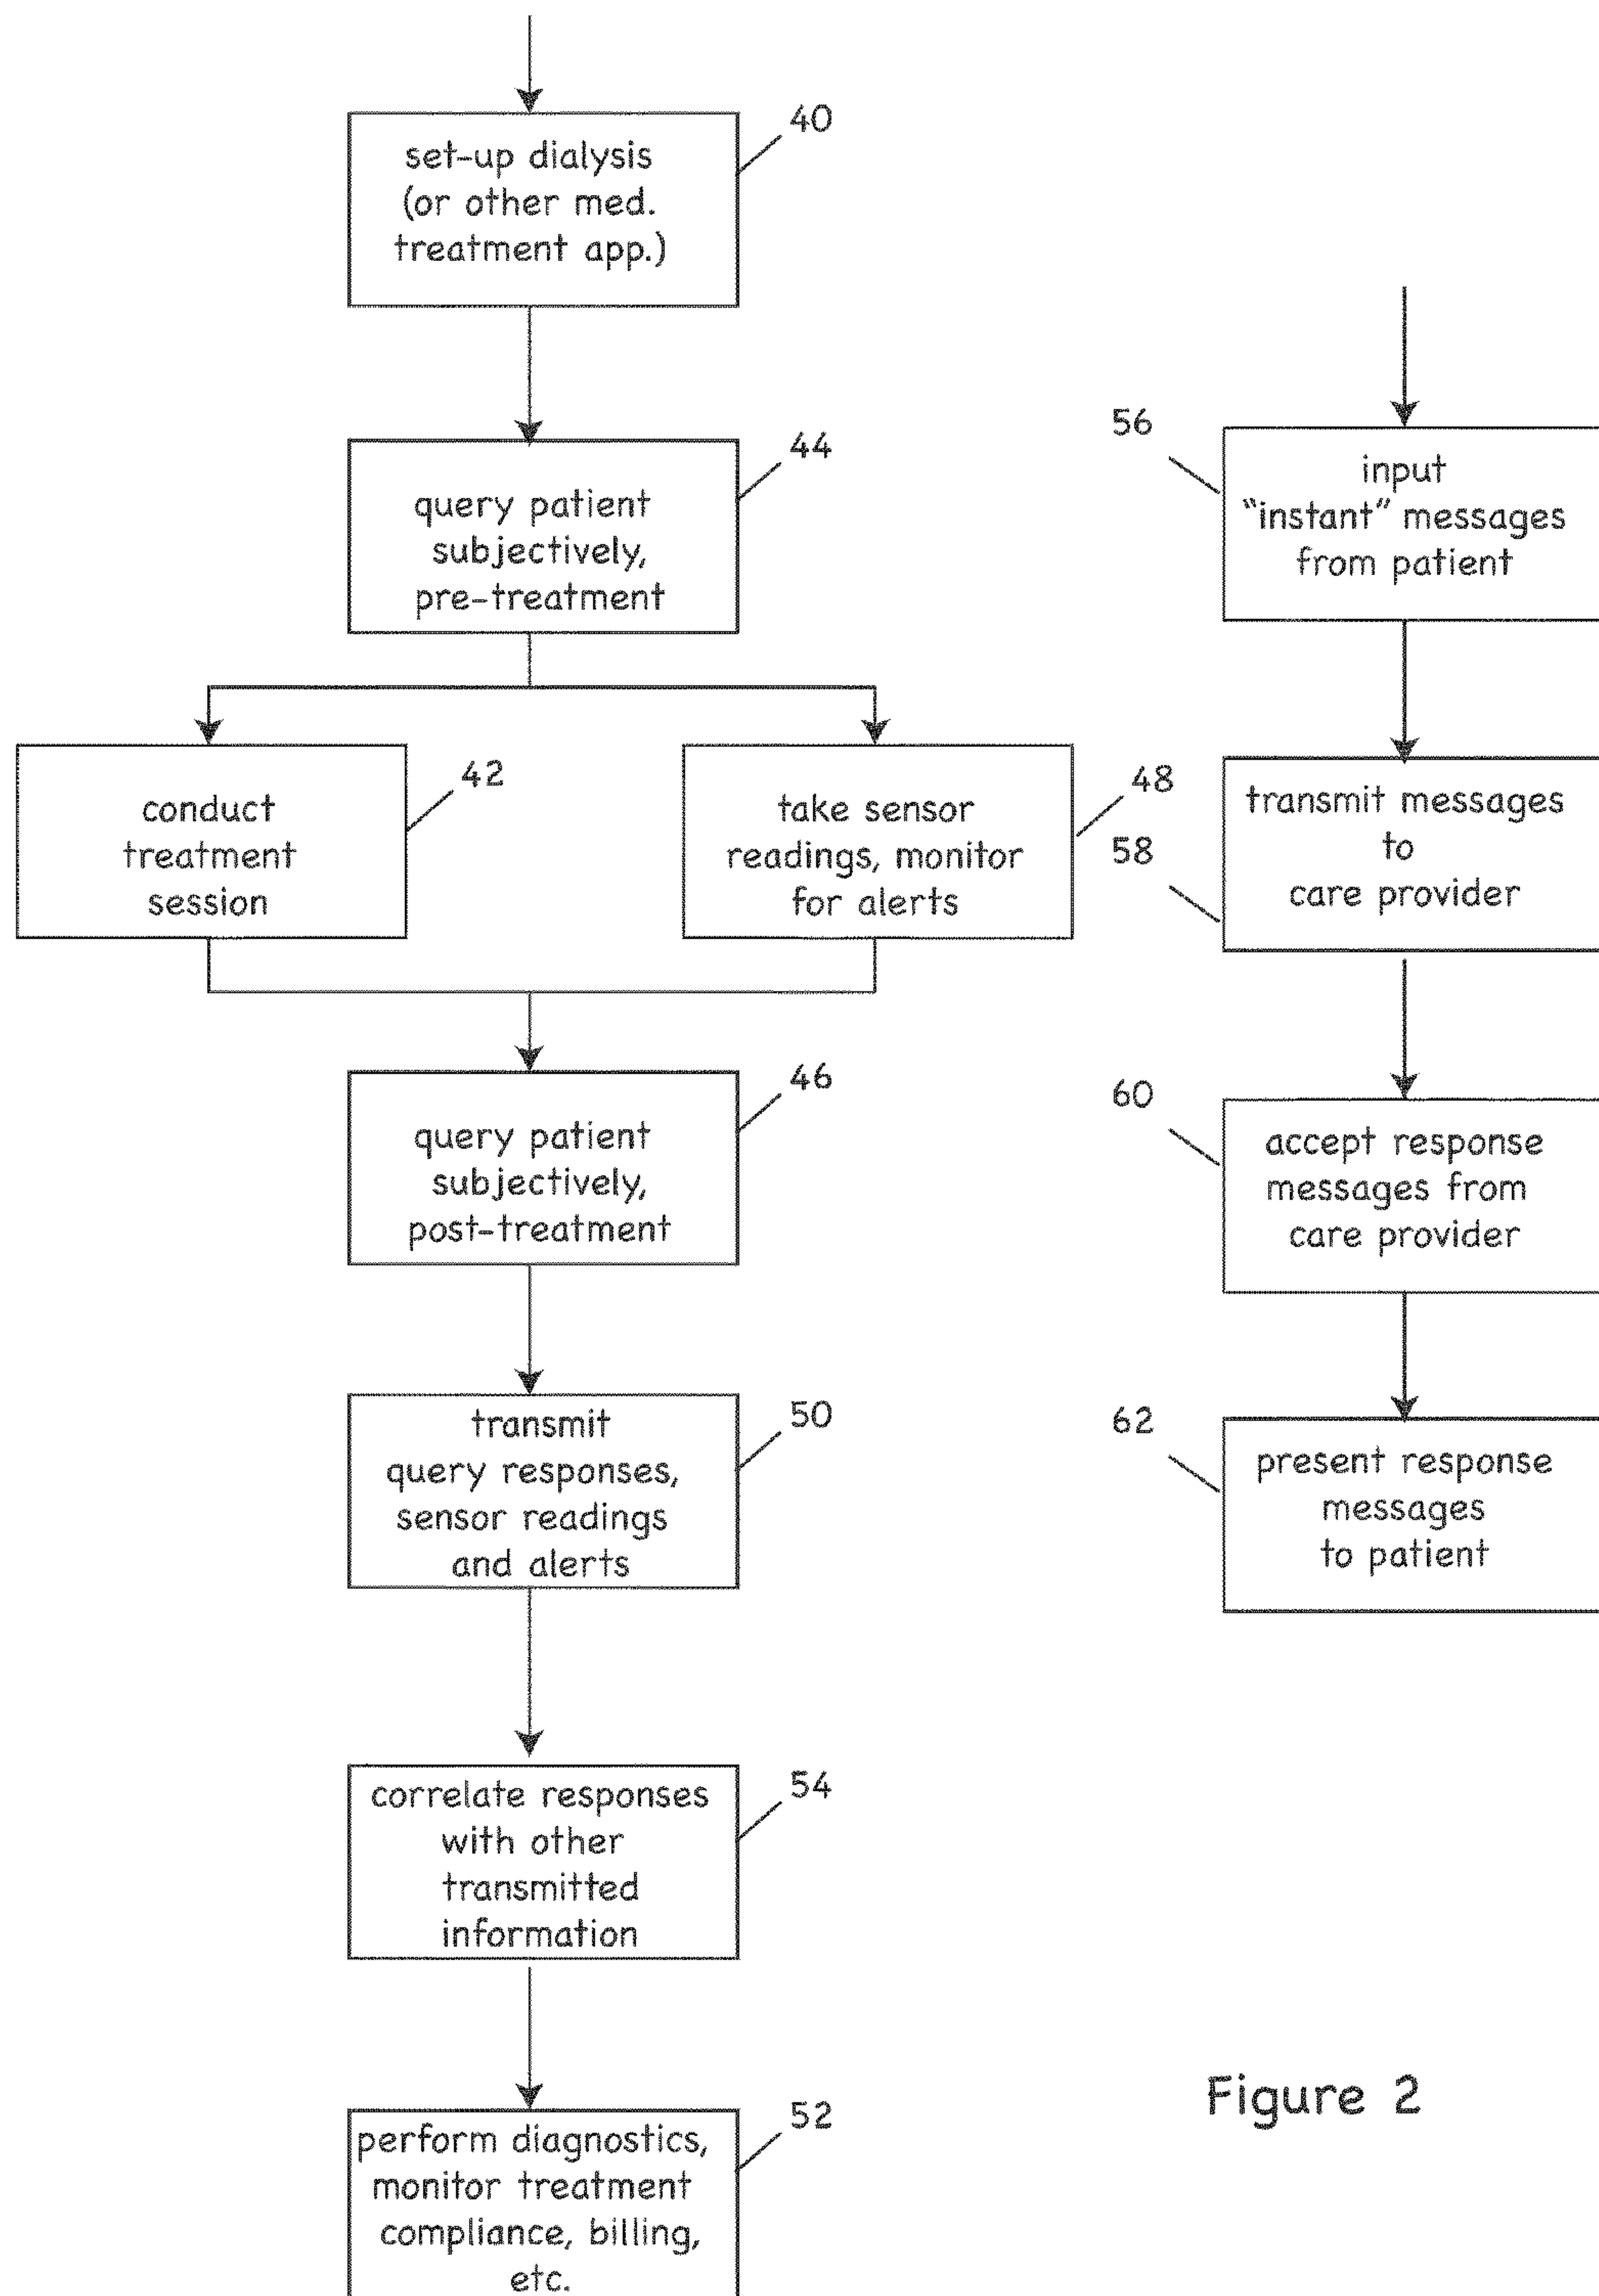 40
set-up dialysis
(or other med.
treatment app.)
44
query patient
subjectively,
pre-treatment
42
conduct
treatment
session
48
take sensor
readings, monitor
for alerts
46
query patient
subjectively,
post-treatment
50
transmit
query responses,
sensor readings
and alerts
54
correlate responses
with other
transmitted
information
52
perform diagnostics,
monitor treatment
compliance, billing,
etc.
56
input
“instant” messages
from patient
58
transmit messages
to
care provider
60
accept response
messages from
care provider
62
present response
messages
to patient
Figure 2